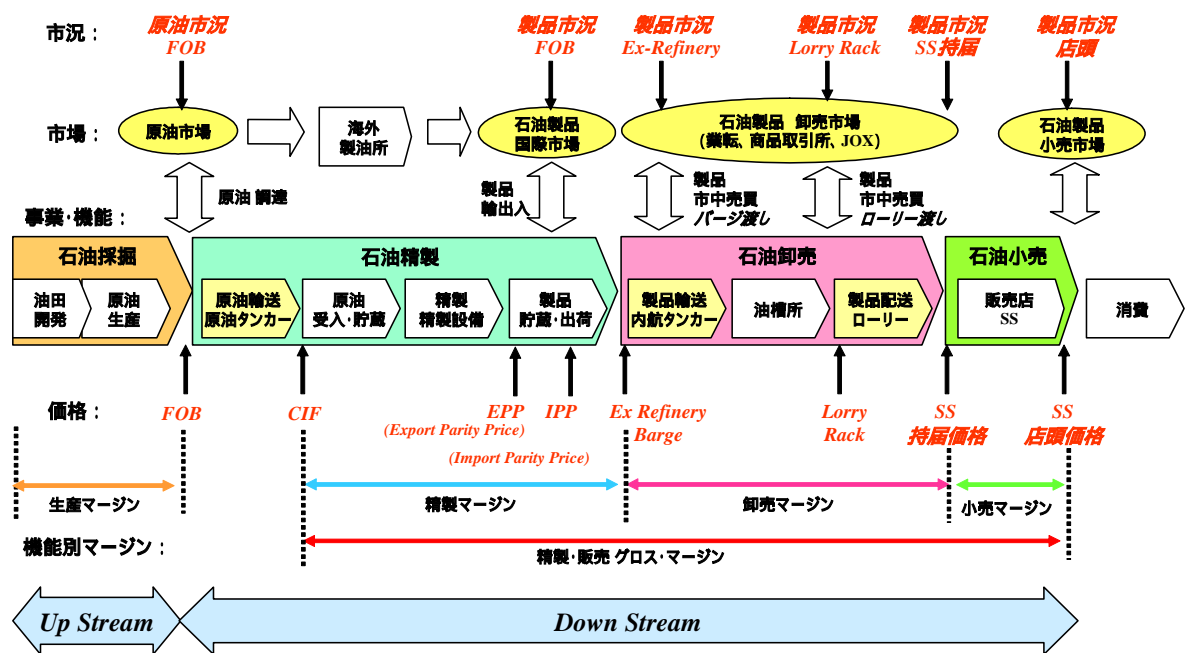 市況：
原油市況
FOB
製品市況
FOB
製品市況
Ex-Refinery
製品市況
Lorry Rack
製品市況
SS持届
製品市況
店頭
市場：
原油市場
海外
製油所
石油製品
国際市場
石油製品 卸売市場
(業転、商品取引所、JOX)
石油製品
小売市場
原油 調達
製品
輸出入
製品
市中売買
バージ渡し
製品
市中売買
ローリー渡し
事業・機能：
石油採掘
石油精製
石油卸売
石油小売
油田
開発
原油
生産
原油輸送
原油タンカー
原油
受入・貯蔵
精製
精製設備
製品
貯蔵・出荷
製品輸送
内航タンカー
油槽所
製品配送
ローリー
販売店
SS
消費
価格：
FOB
CIF
EPP
(Export Parity Price)
IPP
(Import Parity Price)
Ex Refinery
Barge
Lorry
Rack
SS
持届価格
SS
店頭価格
生産マージン
精製マージン
卸売マージン
小売マージン
機能別マージン：
精製・販売 グロス・マージン
Up Stream
Down Stream